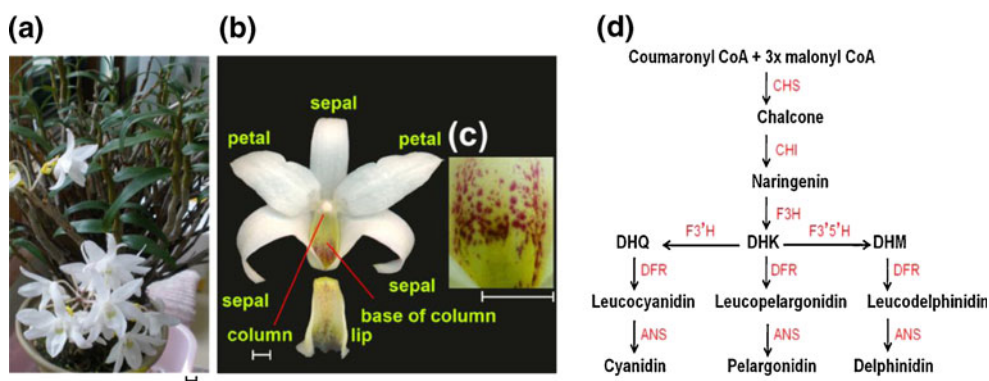 (a)
(b)
sepal
petal
petal
(c)
sepal
sepal
column
base of column
lip
(d)
Coumaronyl CoA + 3x malonyl CoA
CHS
Chalcone
CHI
Naringenin
F3H
F3'H
F3'5'H
DHQ
DHK
DHM
DFR
DFR
DFR
Leucocyanidin
Leucopelargonidin
Leucodelphinidin
ANS
ANS
ANS
Cyanidin
Pelargonidin
Delphinidin